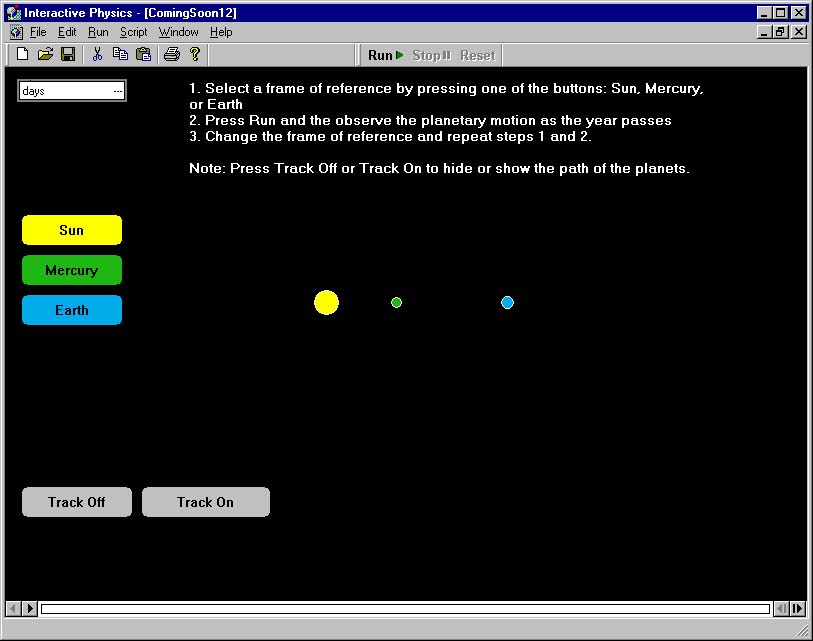 Interactive Physics - [ComingSoon12]
File Edit Run Script Window Help
Run Stop Reset
days ---
1. Select a frame of reference by pressing one of the buttons: Sun, Mercury,
or Earth
2. Press Run and the observe the planetary motion as the year passes
3. Change the frame of reference and repeat steps 1 and 2.
Note: Press Track Off or Track On to hide or show the path of the planets.
Sun
Mercury
Earth
Track Off Track On